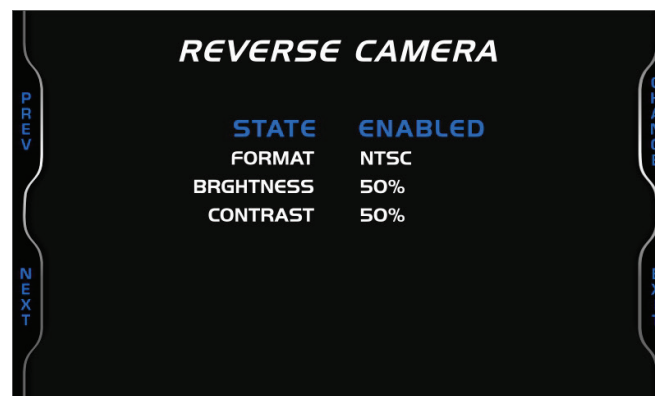 REVERSE CAMERA
PREV
STATE ENABLED
FORMAT NTSC
BRGHTNESS 50%
CONTRAST 50%
NEXT